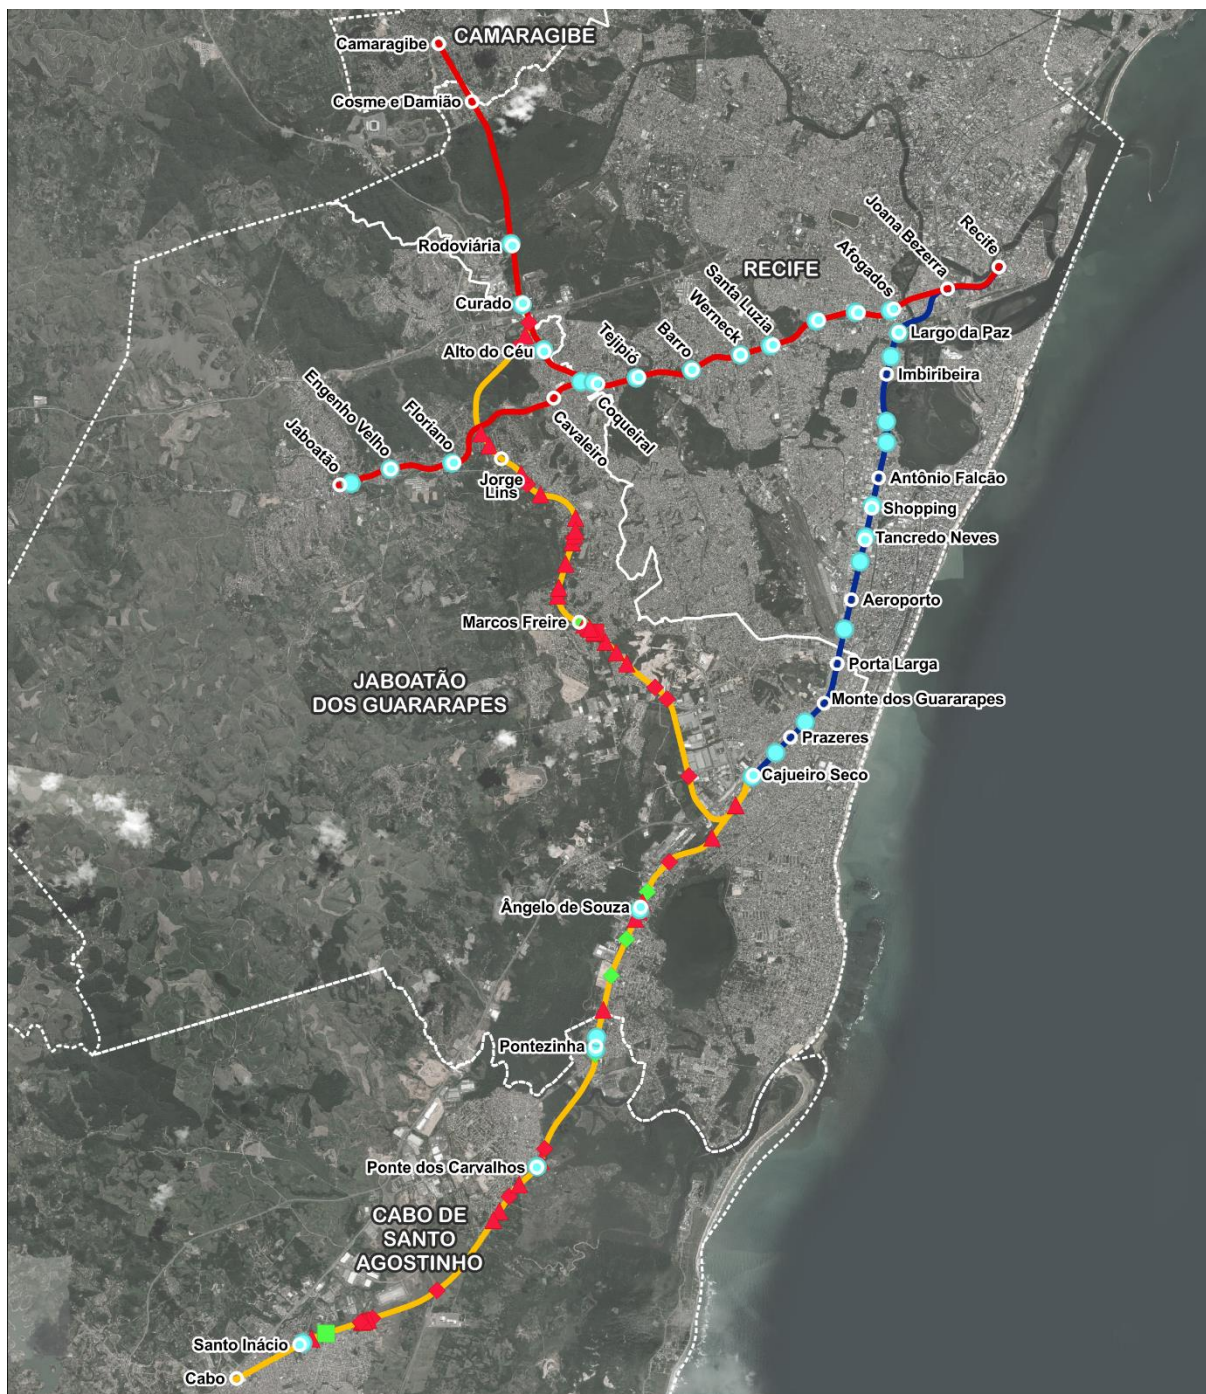 CAMARAGIBE
Camaragibe
Cosme e Damião
Rodoviária
Curado
Alto do Céu
RECIFE
Recife
Joana Bezerra
Afogados
Santa Luzia
Werneck
Barro
Tejipió
Coqueiral
Cavaleiro
Floriano
Engenho Velho
Jaboatão
Largo da Paz
Imbiribeira
Antônio Falcão
Shopping
Tancredo Neves
Aeroporto
Porta Larga
Monte dos Guararapes
Prazeres
Cajueiro Seco
Jorge
Lins
Marcos Freire
JABOATÃO
DOS GUARARAPES
Ângelo de Souza
Pontezinha
Ponte dos Carvalhos
CABO DE
SANTO
AGOSTINHO
Santo Inácio
Cabo